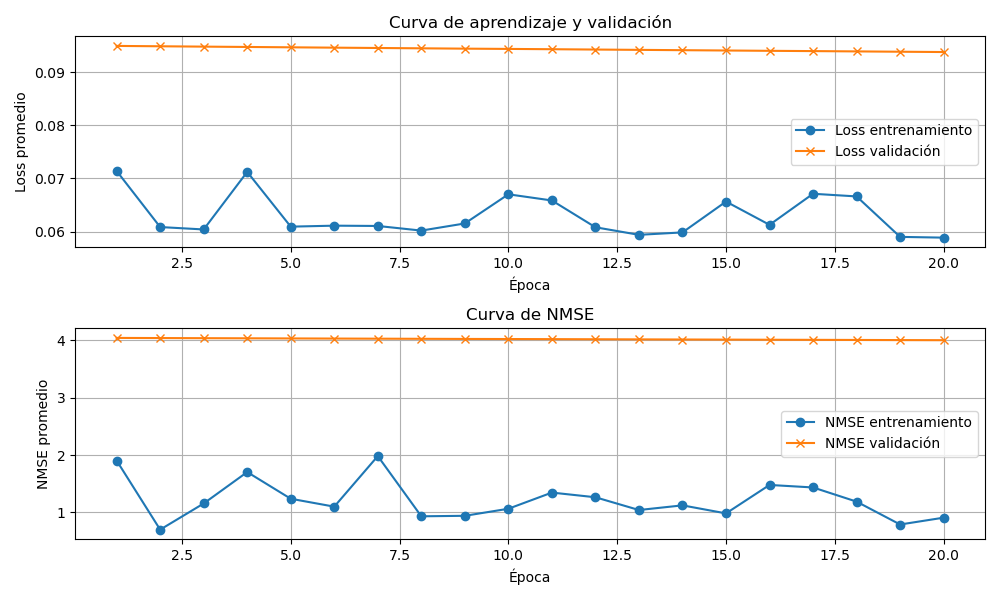 Curva de aprendizaje y validación
Loss promedio
0.09
0.08
0.07
0.06
Loss entrenamiento
Loss validación
2.5 5.0 7.5 10.0 12.5 15.0 17.5 20.0
Época
Curva de NMSE
NMSE promedio
4
3
2
1
NMSE entrenamiento
NMSE validación
2.5 5.0 7.5 10.0 12.5 15.0 17.5 20.0
Época